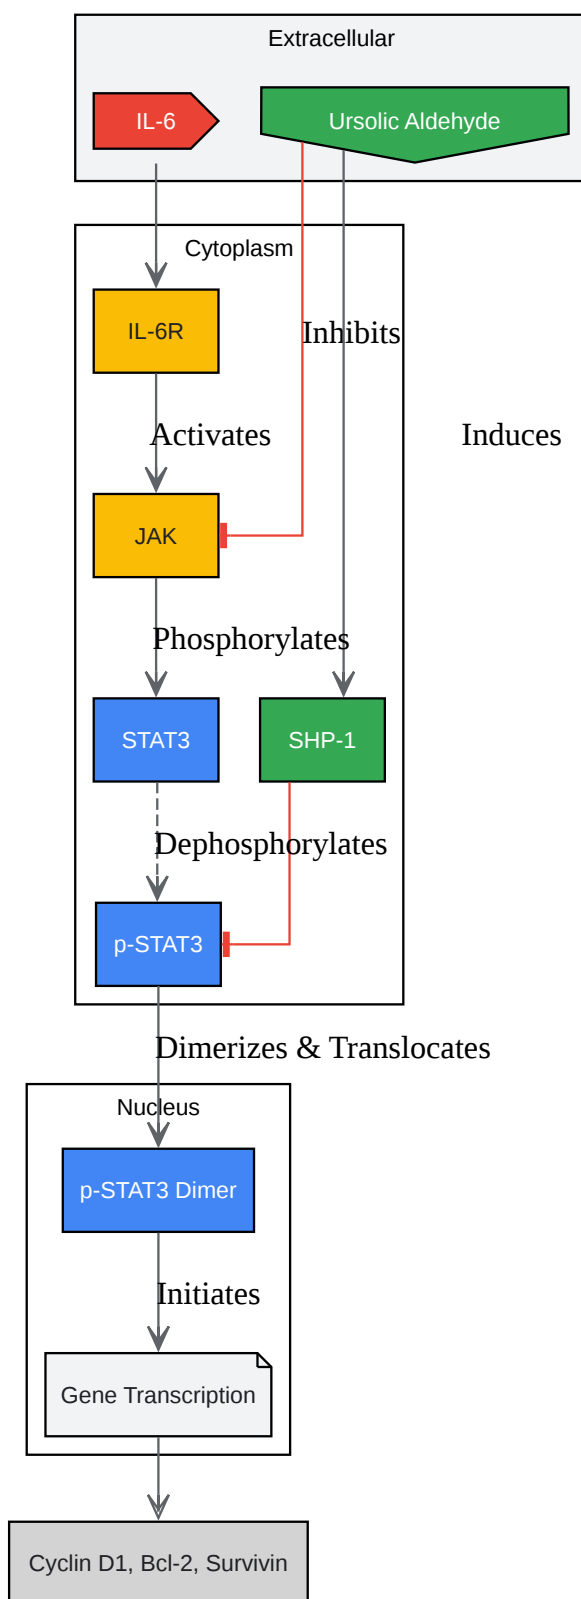 Extracellular
IL-6
Ursolic Aldehyde
Cytoplasm
IL-6R
Inhibits
Activates
Induces
JAK
Phosphorylates
STAT3
SHP-1
Dephosphorylates
p-STAT3
Dimerizes & Translocates
Nucleus
p-STAT3 Dimer
Initiates
Gene Transcription
Cyclin D1, Bcl-2, Survivin